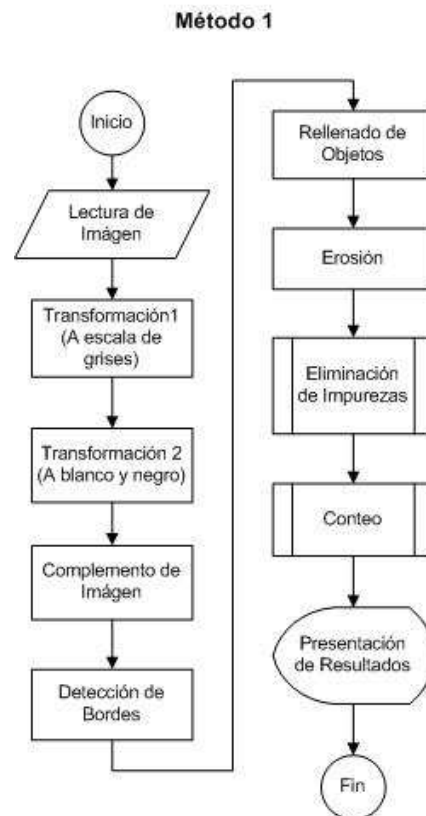 Método 1
Inicio
Lectura de
Imágen
Transformación1
(A escala de
grises)
Transformación 2
(A blanco y negro)
Complemento de
Imágen
Detección de
Bordes
Rellenado de
Objetos
Erosión
Eliminación
de Impurezas
Conteo
Presentación
de Resultados
Fin